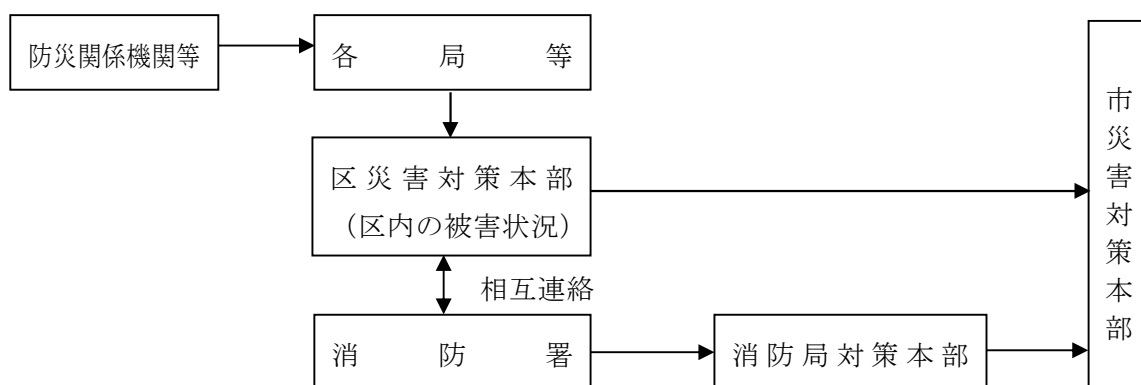 防災関係機関等
各局等
区災害対策本部
（区内の被害状況）
相互連絡
消防署
消防局対策本部
市災害対策本部